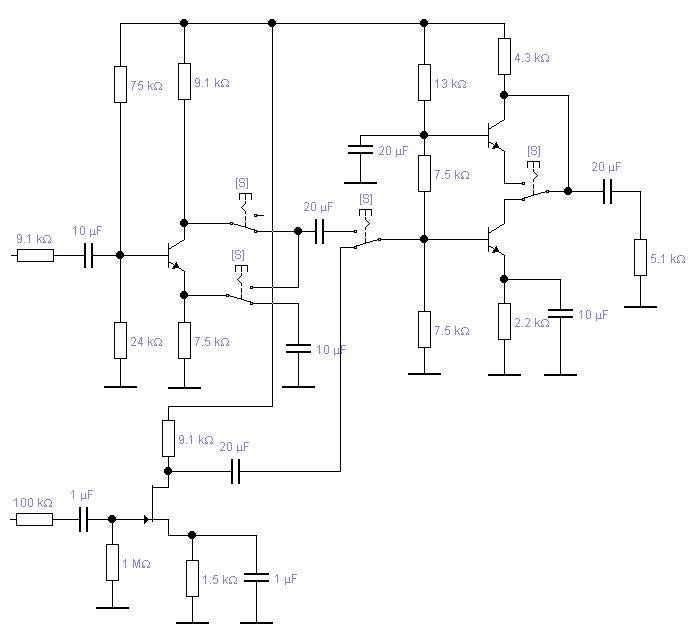 4.3 kΩ
75 kΩ
9.1 kΩ
13 kΩ
20 µF
[S]
7.5 kΩ
20 µF
[S]
20 µF
[S]
9.1 kΩ
10 µF
[S]
5.1 kΩ
24 kΩ
7.5 kΩ
10 µF
7.5 kΩ
2.2 kΩ
10 µF
9.1 kΩ
20 µF
100 kΩ
1 µF
1 MΩ
1.5 kΩ
1 µF